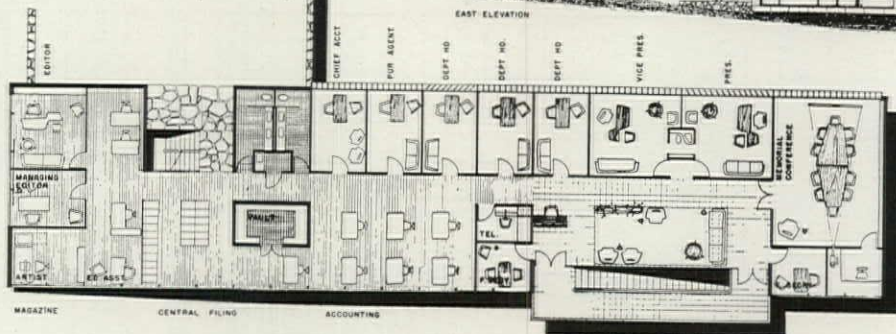 EAST ELEVATION
EDITOR
CHIEF ACCT
PUR AGENT
DEPT HD
DEPT HD.
DEPT HD
VICE PRES.
PRES.
MEMORIAL
CONFERENCE
MANAGING
EDITOR
VAULT
TEL.
ARTIST
ED ASST.
SECY.
MAGAZINE
CENTRAL FILING
ACCOUNTING